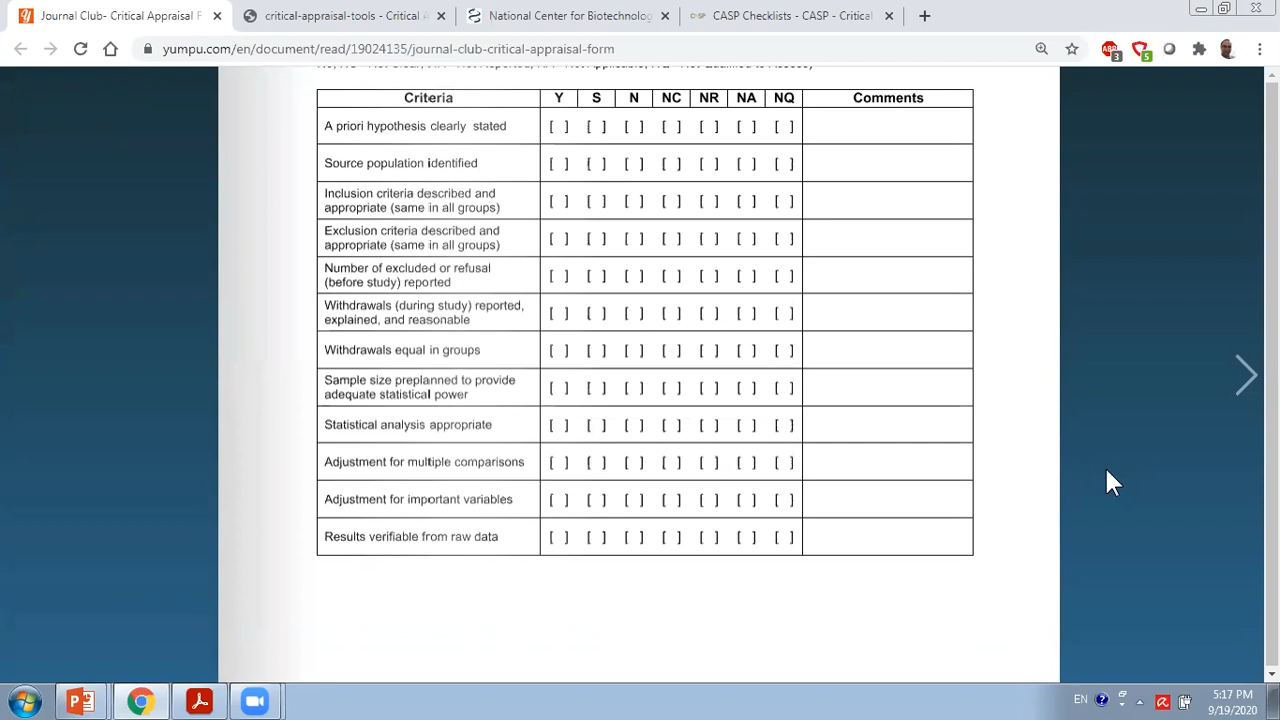 Journal Club- Critical Appraisal F
critical-appraisal-tools - Critical A
National Center for Biotechnolog
CASP Checklists - CASP - Critical
yumpu.com/en/document/read/19024135/journal-club-critical-appraisal-form
ABP
3
5
Criteria Y S N NC NR NA NQ Comments
A priori hypothesis clearly stated [ ] [ ] [ ] [ ] [ ] [ ] [ ]
Source population identified [ ] [ ] [ ] [ ] [ ] [ ] [ ]
Inclusion criteria described and
appropriate (same in all groups) [ ] [ ] [ ] [ ] [ ] [ ] [ ]
Exclusion criteria described and
appropriate (same in all groups) [ ] [ ] [ ] [ ] [ ] [ ] [ ]
Number of excluded or refusal
(before study) reported [ ] [ ] [ ] [ ] [ ] [ ] [ ]
Withdrawals (during study) reported,
explained, and reasonable [ ] [ ] [ ] [ ] [ ] [ ] [ ]
Withdrawals equal in groups [ ] [ ] [ ] [ ] [ ] [ ] [ ]
Sample size preplanned to provide
adequate statistical power [ ] [ ] [ ] [ ] [ ] [ ] [ ]
Statistical analysis appropriate [ ] [ ] [ ] [ ] [ ] [ ] [ ]
Adjustment for multiple comparisons [ ] [ ] [ ] [ ] [ ] [ ] [ ]
Adjustment for important variables [ ] [ ] [ ] [ ] [ ] [ ] [ ]
Results verifiable from raw data [ ] [ ] [ ] [ ] [ ] [ ] [ ]
EN
5:17 PM
9/19/2020